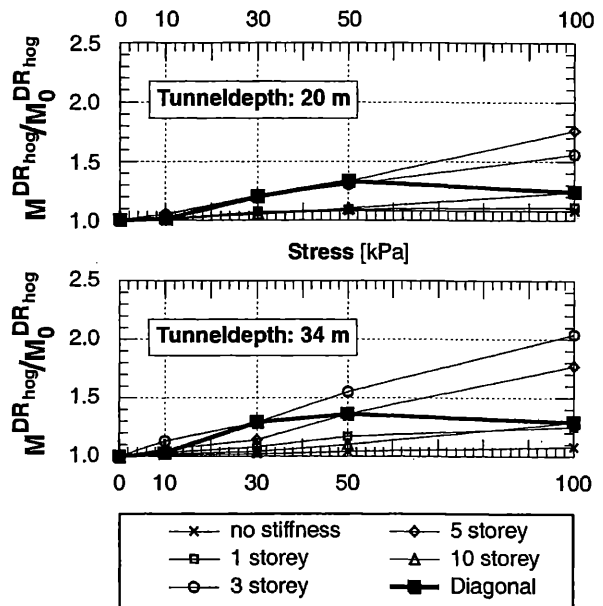 0 10 30 50 100
2.5
2.0
1.5
1.0
M^DR_hog/M_0^DR_hog
Tunneldepth: 20 m
Stress [kPa]
2.5
2.0
1.5
1.0
M^DR_hog/M_0^DR_hog
Tunneldepth: 34 m
0 10 30 50 100
no stiffness
1 storey
3 storey
5 storey
10 storey
Diagonal